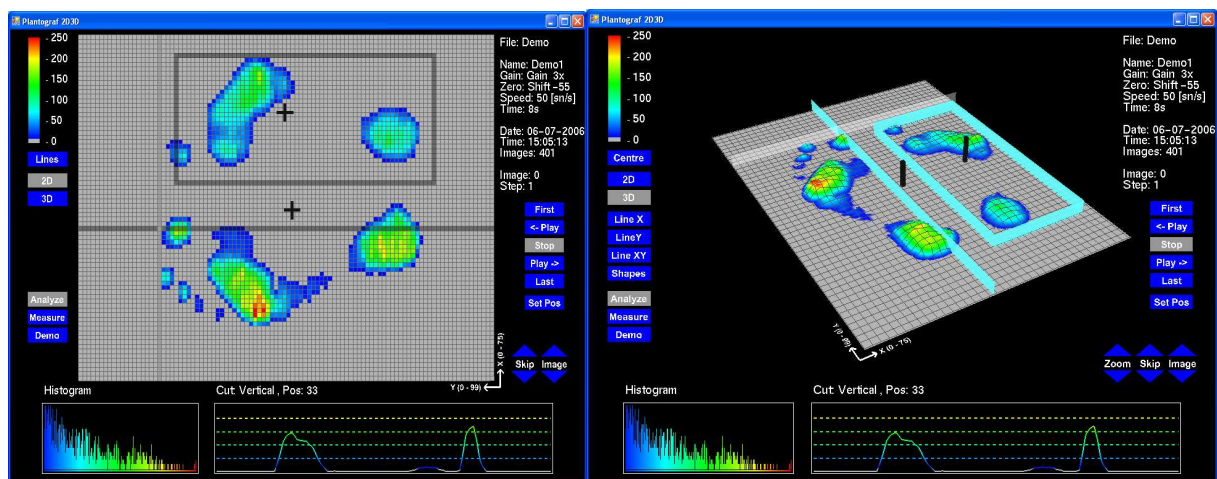 Plantograf 2D3D
- 250
- 200
- 150
- 100
- 50
- 0
Lines
2D
3D
Analyze
Measure
Demo
File: Demo
Name: Demo1
Gain: Gain 3x
Zero: Shift -55
Speed: 50 [sn/s]
Time: 8s
Date: 06-07-2006
Time: 15:05:13
Images: 401
Image: 0
Step: 1
First
<- Play
Stop
Play ->
Last
Set Pos
X (0 - 75)
Y (0 - 99)
Skip Image
Histogram
Cut: Vertical , Pos: 33
Plantograf 2D3D
- 250
- 200
- 150
- 100
- 50
- 0
Centre
2D
3D
Line X
LineY
Line XY
Shapes
Analyze
Measure
Demo
File: Demo
Name: Demo1
Gain: Gain 3x
Zero: Shift -55
Speed: 50 [sn/s]
Time: 8s
Date: 06-07-2006
Time: 15:05:13
Images: 401
Image: 0
Step: 1
First
<- Play
Stop
Play ->
Last
Set Pos
Y (0 - 99)
X (0 - 75)
Zoom Skip Image
Histogram
Cut: Vertical , Pos: 33